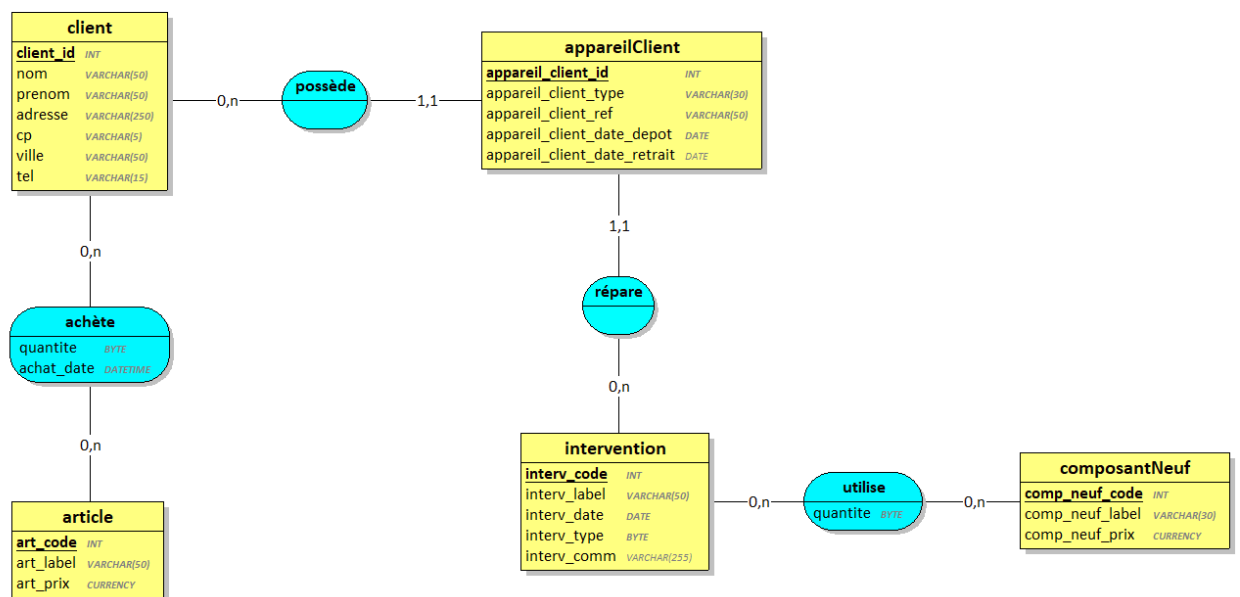 client
client_id INT
nom VARCHAR(50)
prenom VARCHAR(50)
adresse VARCHAR(250)
cp VARCHAR(5)
ville VARCHAR(50)
tel VARCHAR(15)
0,n
possède
1,1
appareilClient
appareil_client_id INT
appareil_client_type VARCHAR(30)
appareil_client_ref VARCHAR(50)
appareil_client_date_depot DATE
appareil_client_date_retrait DATE
0,n
1,1
achète
quantite BYTE
achat_date DATETIME
répare
0,n
0,n
article
art_code INT
art_label VARCHAR(50)
art_prix CURRENCY
intervention
interv_code INT
interv_label VARCHAR(50)
interv_date DATE
interv_type BYTE
interv_comm VARCHAR(255)
0,n
utilise
quantite BYTE
0,n
composantNeuf
comp_neuf_code INT
comp_neuf_label VARCHAR(30)
comp_neuf_prix CURRENCY